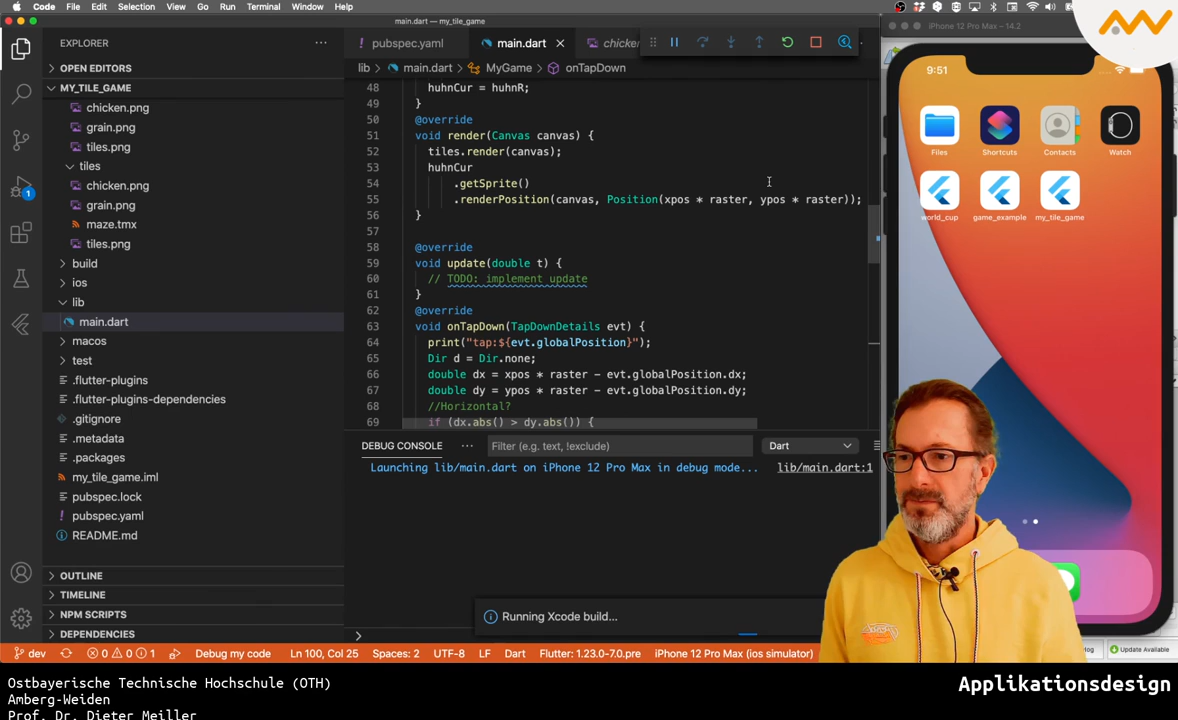 Code File Edit Selection View Go Run Terminal Window Help
main.dart — my_tile_game
iPhone 12 Pro Max – 14.2
EXPLORER
pubspec.yaml
main.dart
OPEN EDITORS
MY_TILE_GAME
chicken.png
grain.png
tiles.png
tiles
chicken.png
grain.png
maze.tmx
tiles.png
build
ios
lib
main.dart
macos
test
.flutter-plugins
.flutter-plugins-dependencies
.gitignore
.metadata
.packages
my_tile_game.iml
pubspec.lock
pubspec.yaml
README.md
OUTLINE
TIMELINE
NPM SCRIPTS
DEPENDENCIES
1
lib > main.dart > MyGame > onTapDown
48 huhnCur = huhnR;
49 }
50 @override
51 void render(Canvas canvas) {
52 tiles.render(canvas);
53 huhnCur
54 .getSprite()
55 .renderPosition(canvas, Position(xpos * raster, ypos * raster));
56 }
57
58 @override
59 void update(double t) {
60 // TODO: implement update
61 }
62 @override
63 void onTapDown(TapDownDetails evt) {
64 print("tap:${evt.globalPosition}");
65 Dir d = Dir.none;
66 double dx = xpos * raster - evt.globalPosition.dx;
67 double dy = ypos * raster - evt.globalPosition.dy;
68 //Horizontal?
69 if (dx.abs() > dy.abs()) {
DEBUG CONSOLE
Filter (e.g. text, !exclude)
Dart
Launching lib/main.dart on iPhone 12 Pro Max in debug mode...
lib/main.dart:1
Running Xcode build...
dev 0 0 1 Debug my code Ln 100, Col 25 Spaces: 2 UTF-8 LF Dart Flutter: 1.23.0-7.0.pre iPhone 12 Pro Max (ios simulator)
9:51
Files
Shortcuts
Contacts
Watch
world_cup
game_example
my_tile_game
Update Available
Ostbayerische Technische Hochschule (OTH)
Amberg-Weiden
Prof. Dr. Dieter Meiller
Applikationsdesign